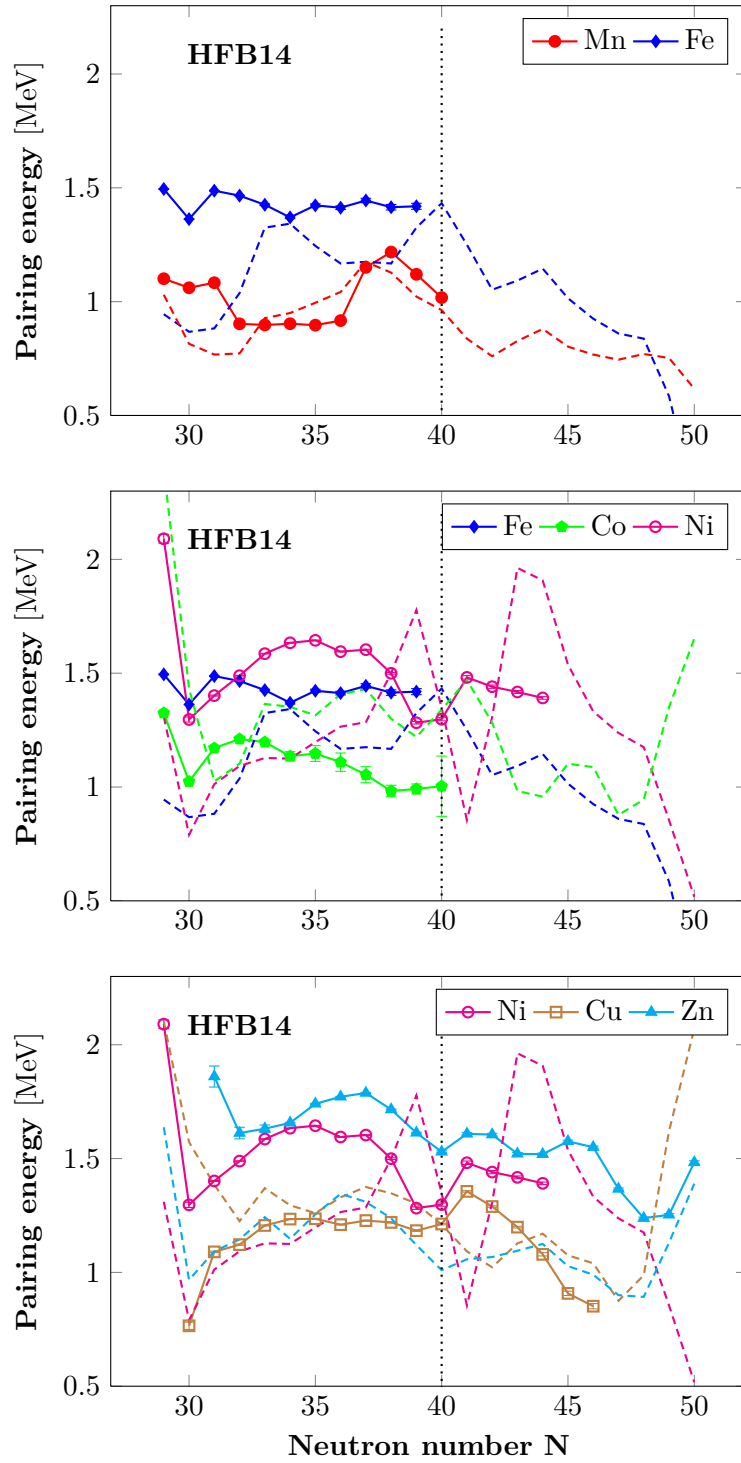 HFB14
Mn Fe
Pairing energy [MeV]
2
1.5
1
0.5
30 35 40 45 50
HFB14
Fe Co Ni
Pairing energy [MeV]
2
1.5
1
0.5
30 35 40 45 50
HFB14
Ni Cu Zn
Pairing energy [MeV]
2
1.5
1
0.5
30 35 40 45 50
Neutron number N